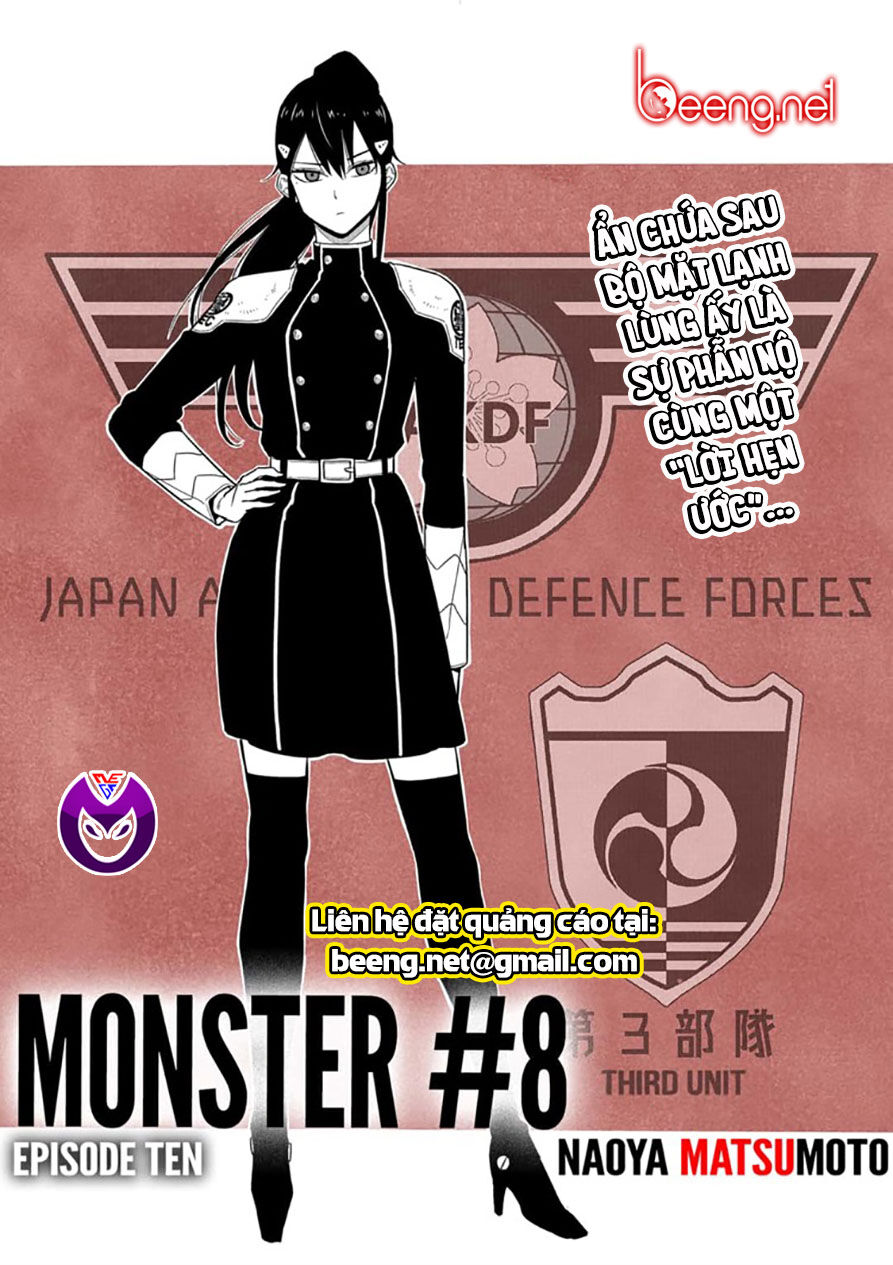 beeng.net
ẨN CHỨA SAU
BỘ MẶT LẠNH
LÙNG ẤY LÀ
SỰ PHẪN NỘ
CÙNG MỘT
"LỜI HẸN
ƯỚC"...
KDF
JAPAN A DEFENCE FORCES
Liên hệ đặt quảng cáo tại:
beeng.net@gmail.com
MONSTER #8
第3部隊
THIRD UNIT
EPISODE TEN
NAOYA MATSUMOTO